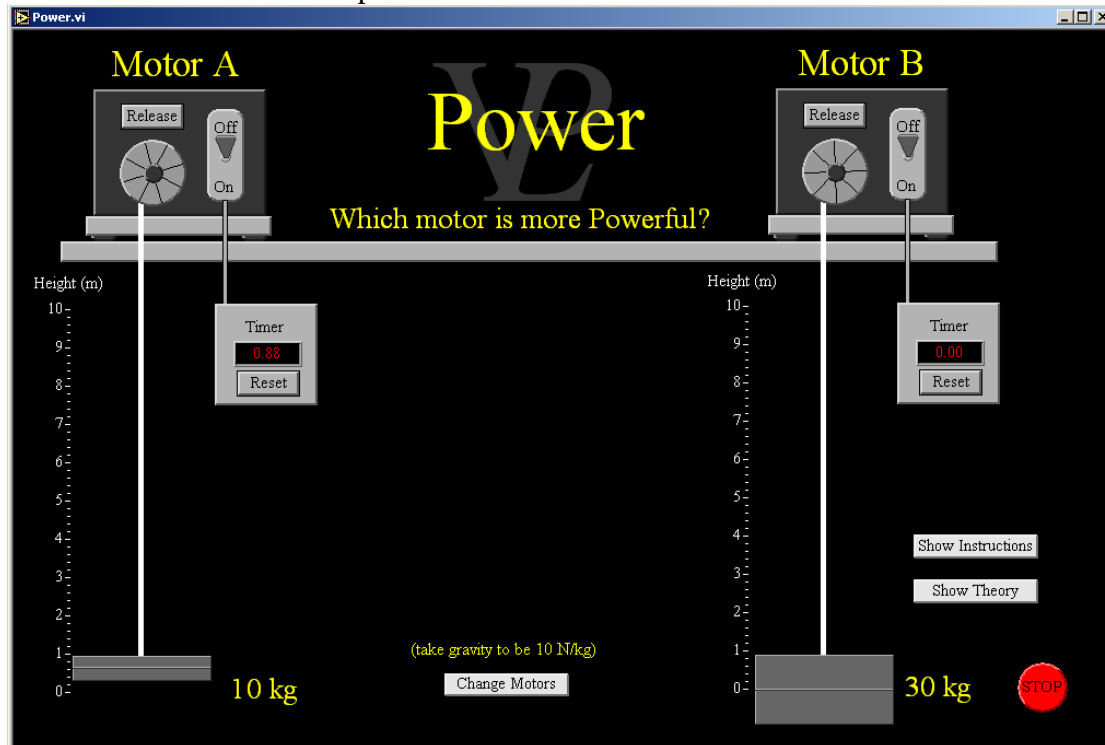 Power.vi
Motor A
Motor B
VPL
Power
Release
Off
On
Release
Off
On
Which motor is more Powerful?
Height (m)
Height (m)
10
9
8
7
6
5
4
3
2
1
0
Timer
0.88
Reset
10
9
8
7
6
5
4
3
2
1
0
Timer
0.00
Reset
Show Instructions
Show Theory
(take gravity to be 10 N/kg)
Change Motors
10 kg
30 kg
STOP